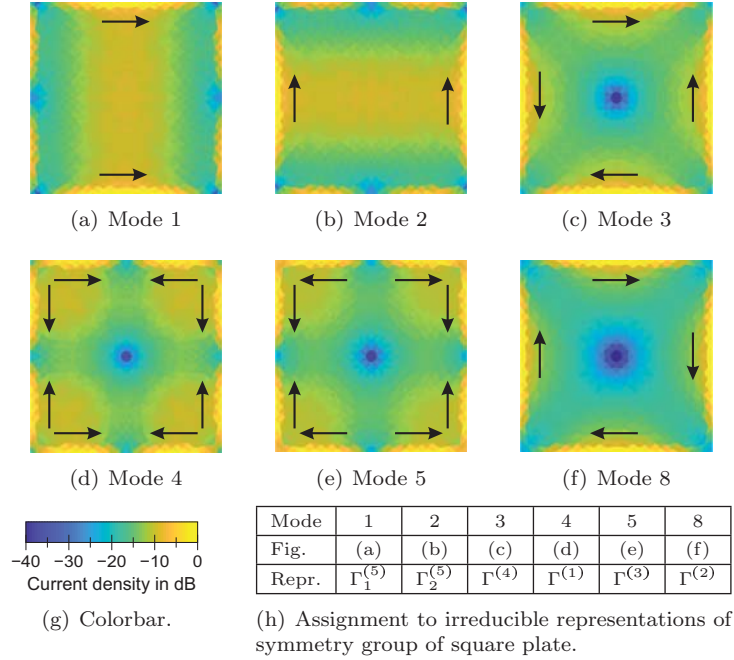 (a) Mode 1
(b) Mode 2
(c) Mode 3
(d) Mode 4
(e) Mode 5
(f) Mode 8
−40 −30 −20 −10 0
Current density in dB
(g) Colorbar.
Mode 1 2 3 4 5 8
Fig. (a) (b) (c) (d) (e) (f)
Repr. Γ₁⁽⁵⁾ Γ₂⁽⁵⁾ Γ⁽⁴⁾ Γ⁽¹⁾ Γ⁽³⁾ Γ⁽²⁾
(h) Assignment to irreducible representations of
symmetry group of square plate.